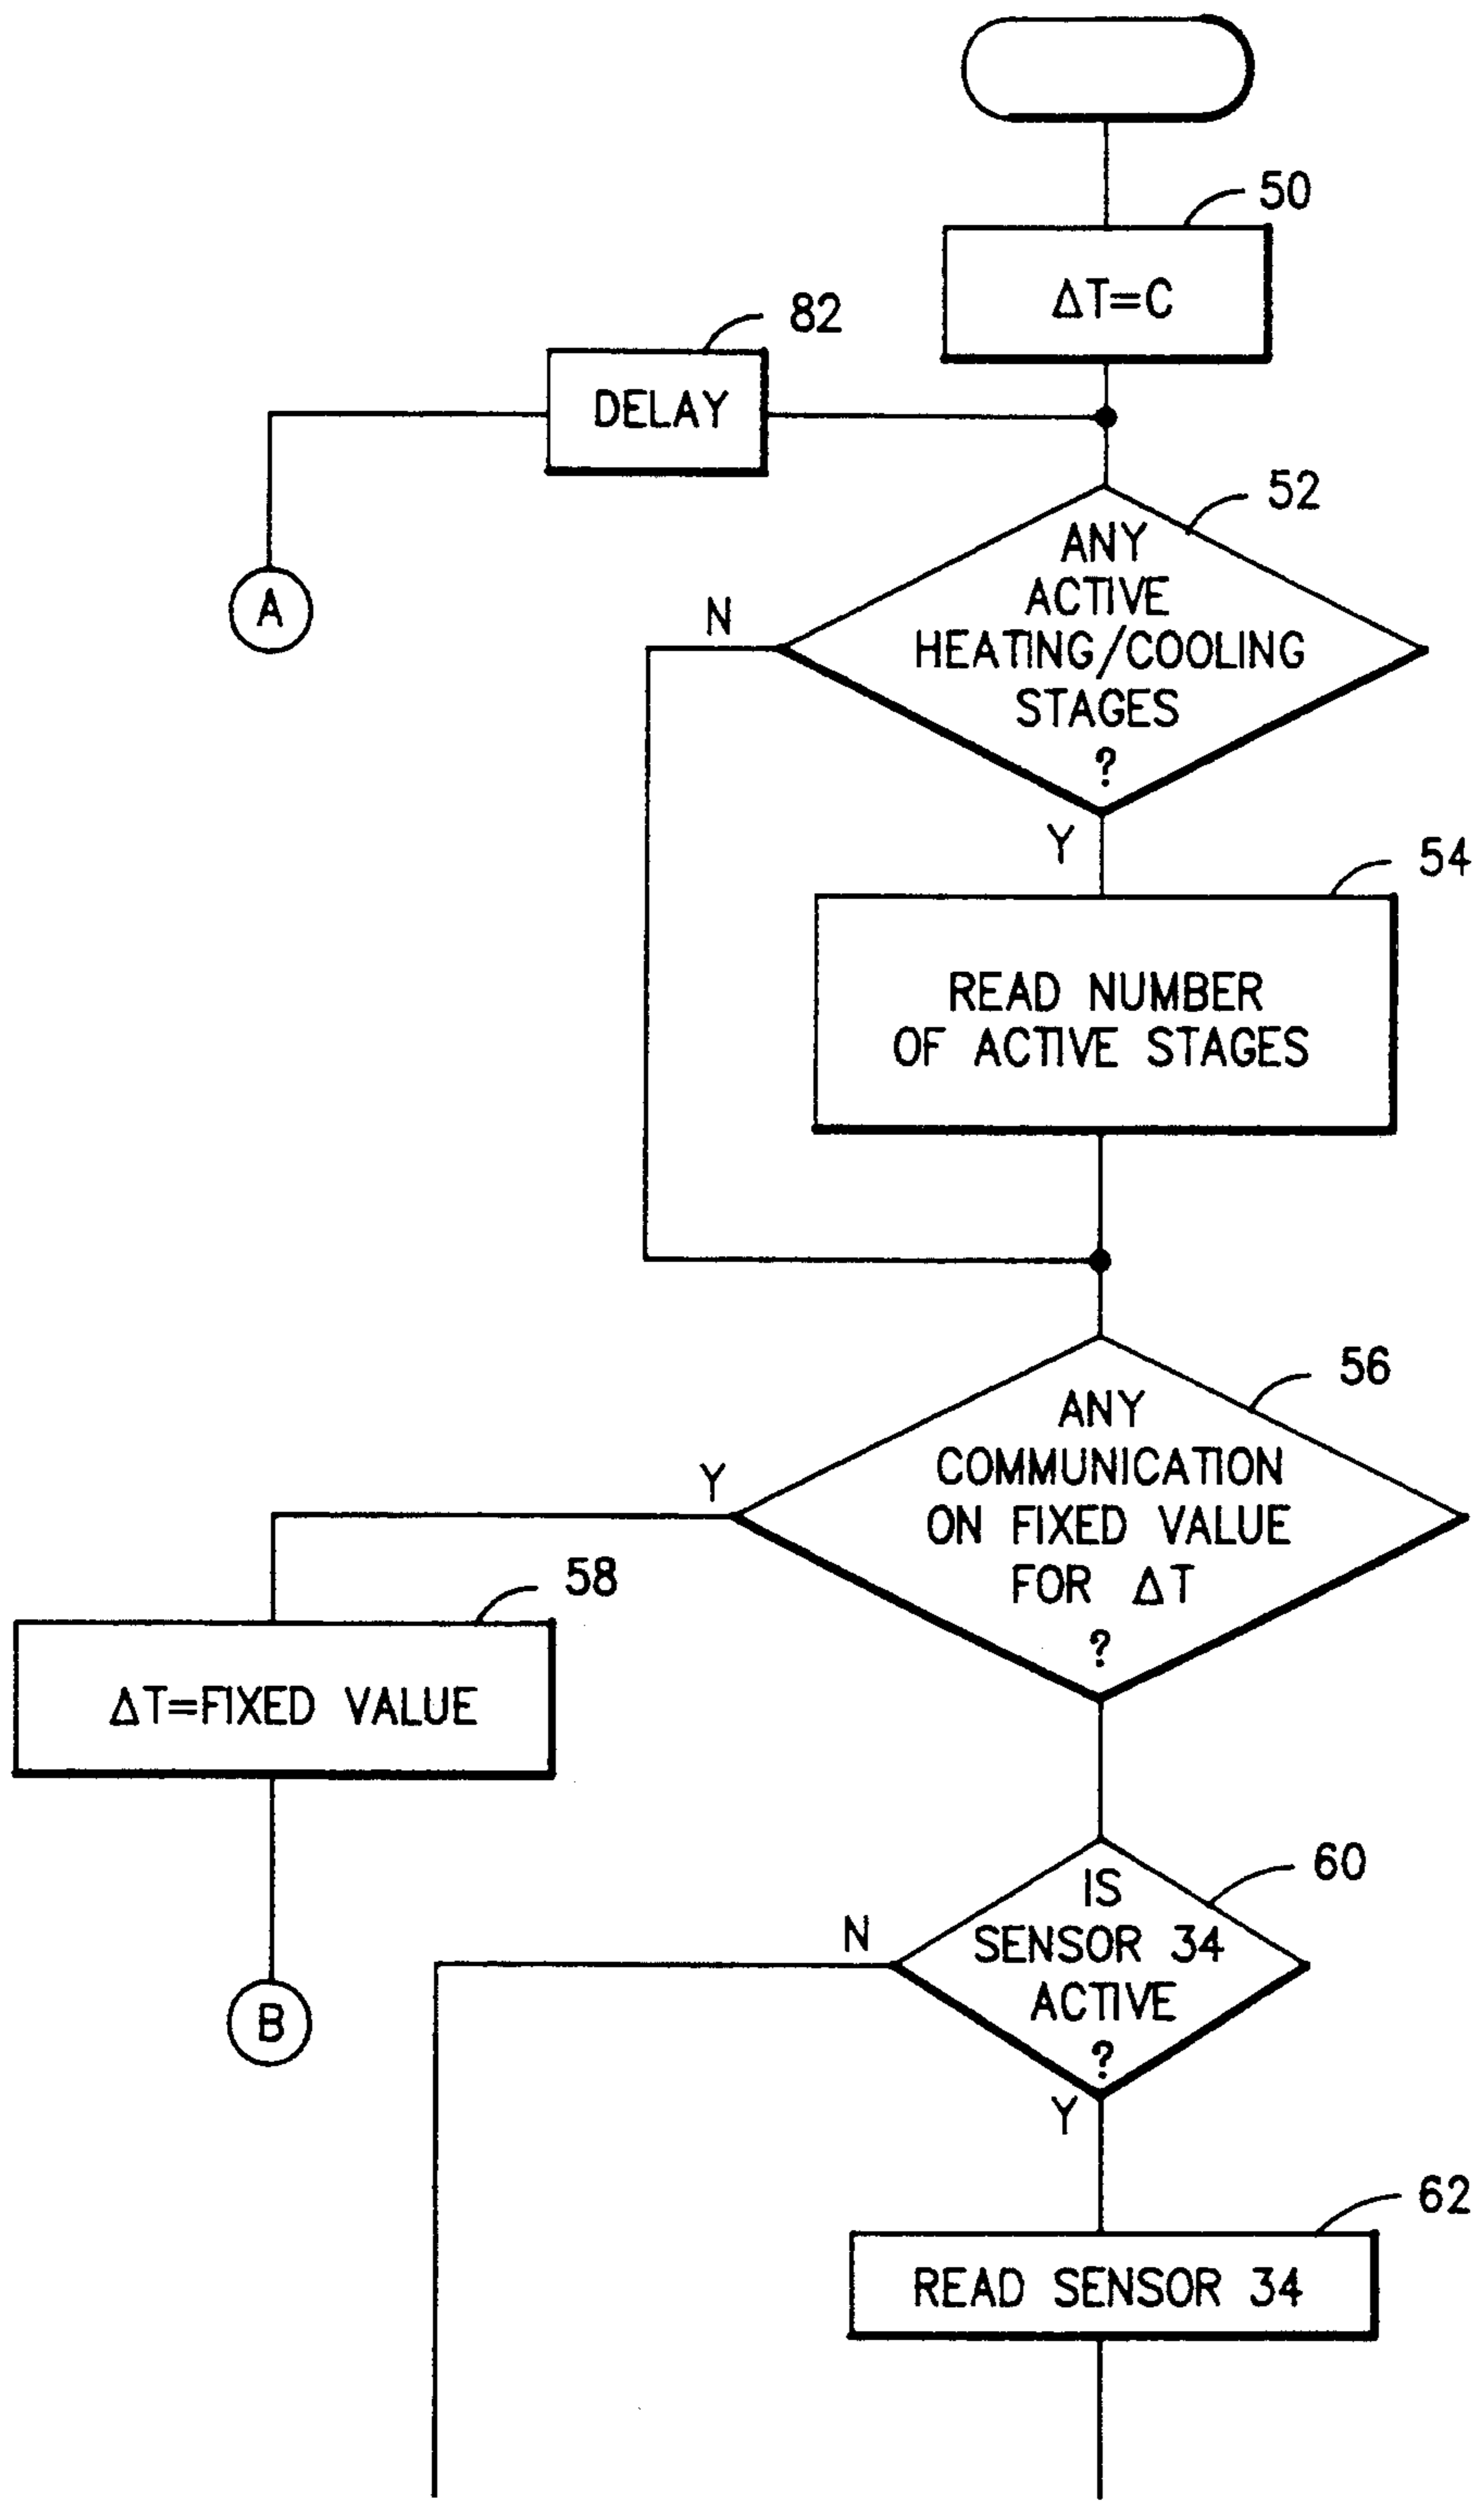 50
ΔT=C
82
DELAY
A
52
ANY
ACTIVE
HEATING/COOLING
STAGES
?
N
Y
54
READ NUMBER
OF ACTIVE STAGES
56
ANY
COMMUNICATION
ON FIXED VALUE
FOR ΔT
?
Y
58
ΔT=FIXED VALUE
B
60
IS
SENSOR 34
ACTIVE
?
N
Y
62
READ SENSOR 34